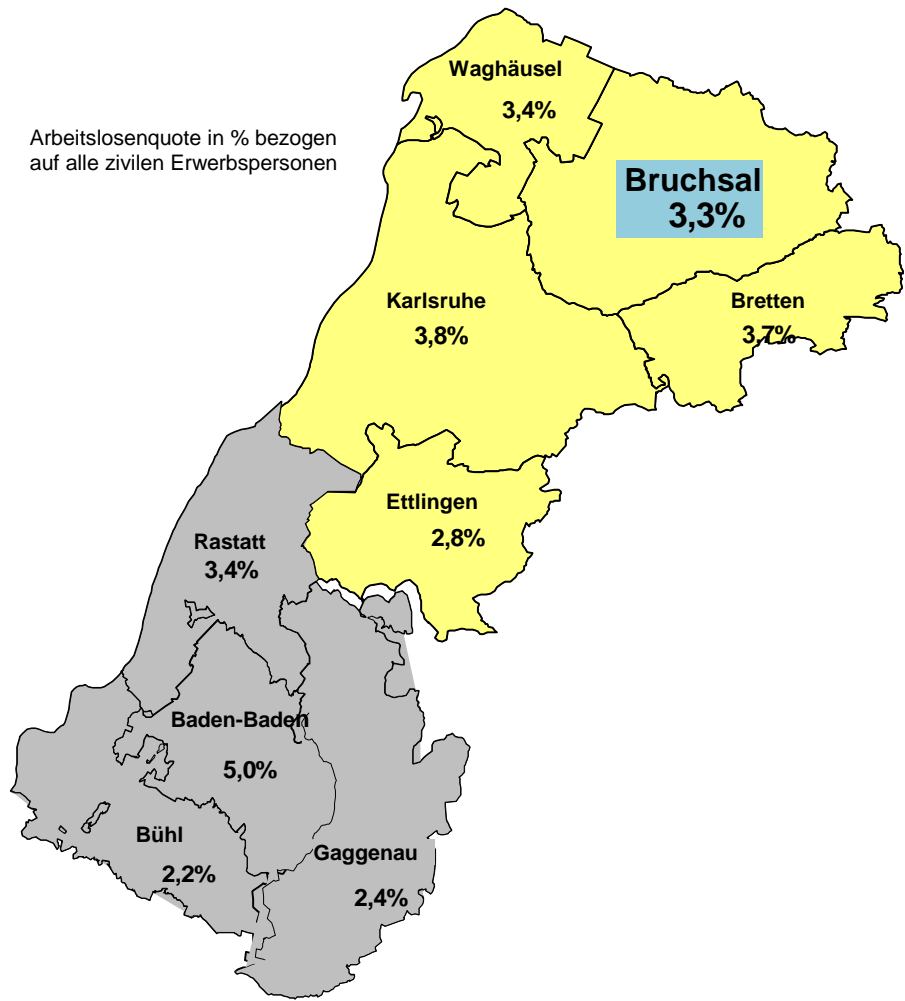 Waghäusel
3,4%
Arbeitslosenquote in % bezogen
auf alle zivilen Erwerbspersonen
Bruchsal
3,3%
Karlsruhe
3,8%
Bretten
3,7%
Ettlingen
2,8%
Rastatt
3,4%
Baden-Baden
5,0%
Bühl
2,2%
Gaggenau
2,4%